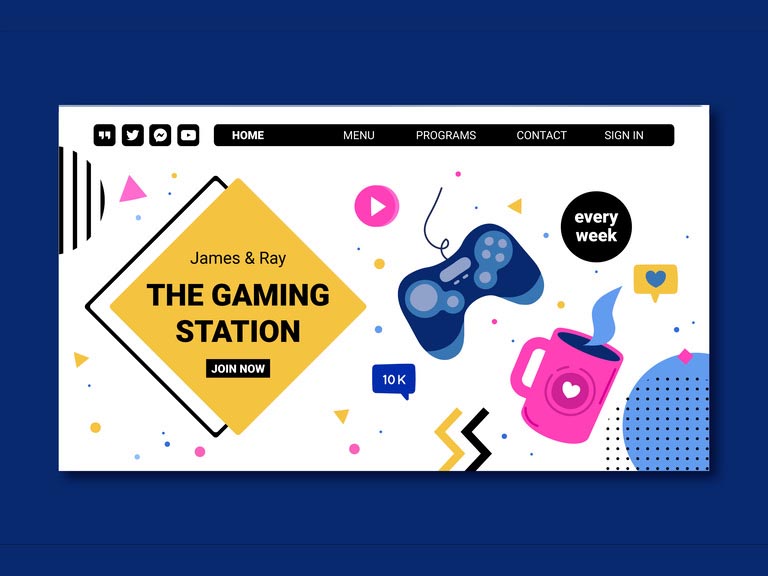 HOME MENU PROGRAMS CONTACT SIGN IN
every
week
James & Ray
THE GAMING
STATION
JOIN NOW
10 K